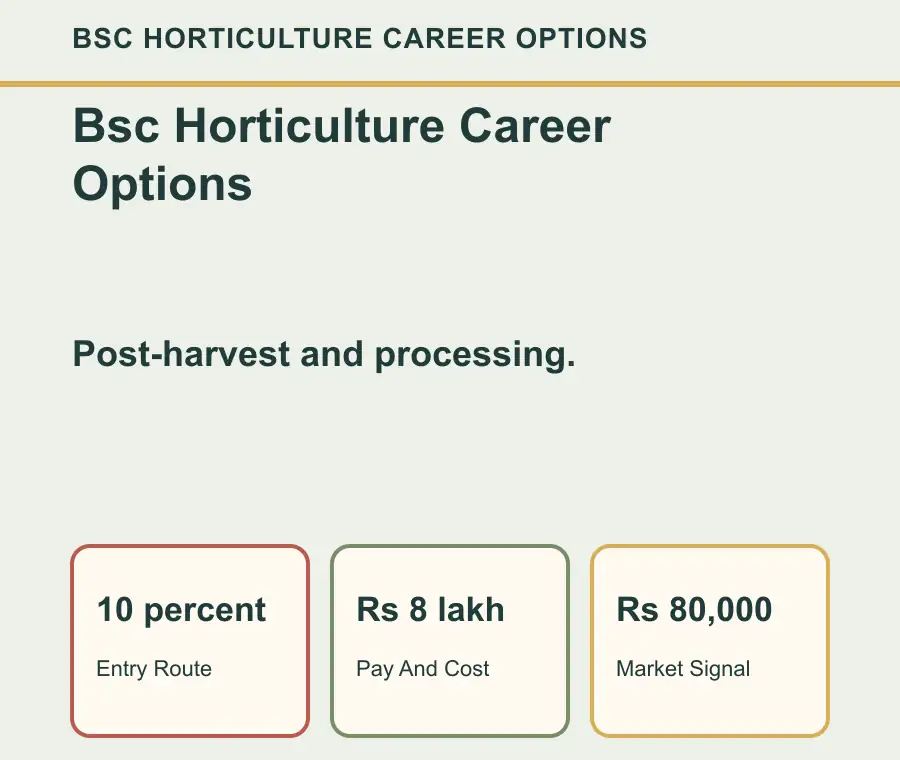 BSC HORTICULTURE CAREER OPTIONS
Bsc Horticulture Career
Options
Post-harvest and processing.
10 percent
Entry Route
Rs 8 lakh
Pay And Cost
Rs 80,000
Market Signal